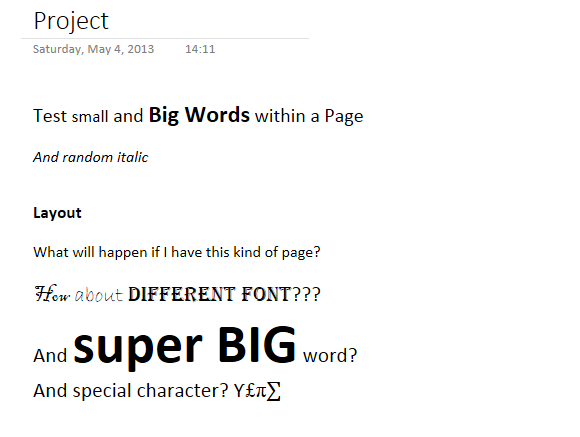 Project
Saturday, May 4, 2013 14:11
Test small and Big Words within a Page
And random italic
Layout
What will happen if I have this kind of page?
How about DIFFERENT FONT???
And super BIG word?
And special character? Y£π∑